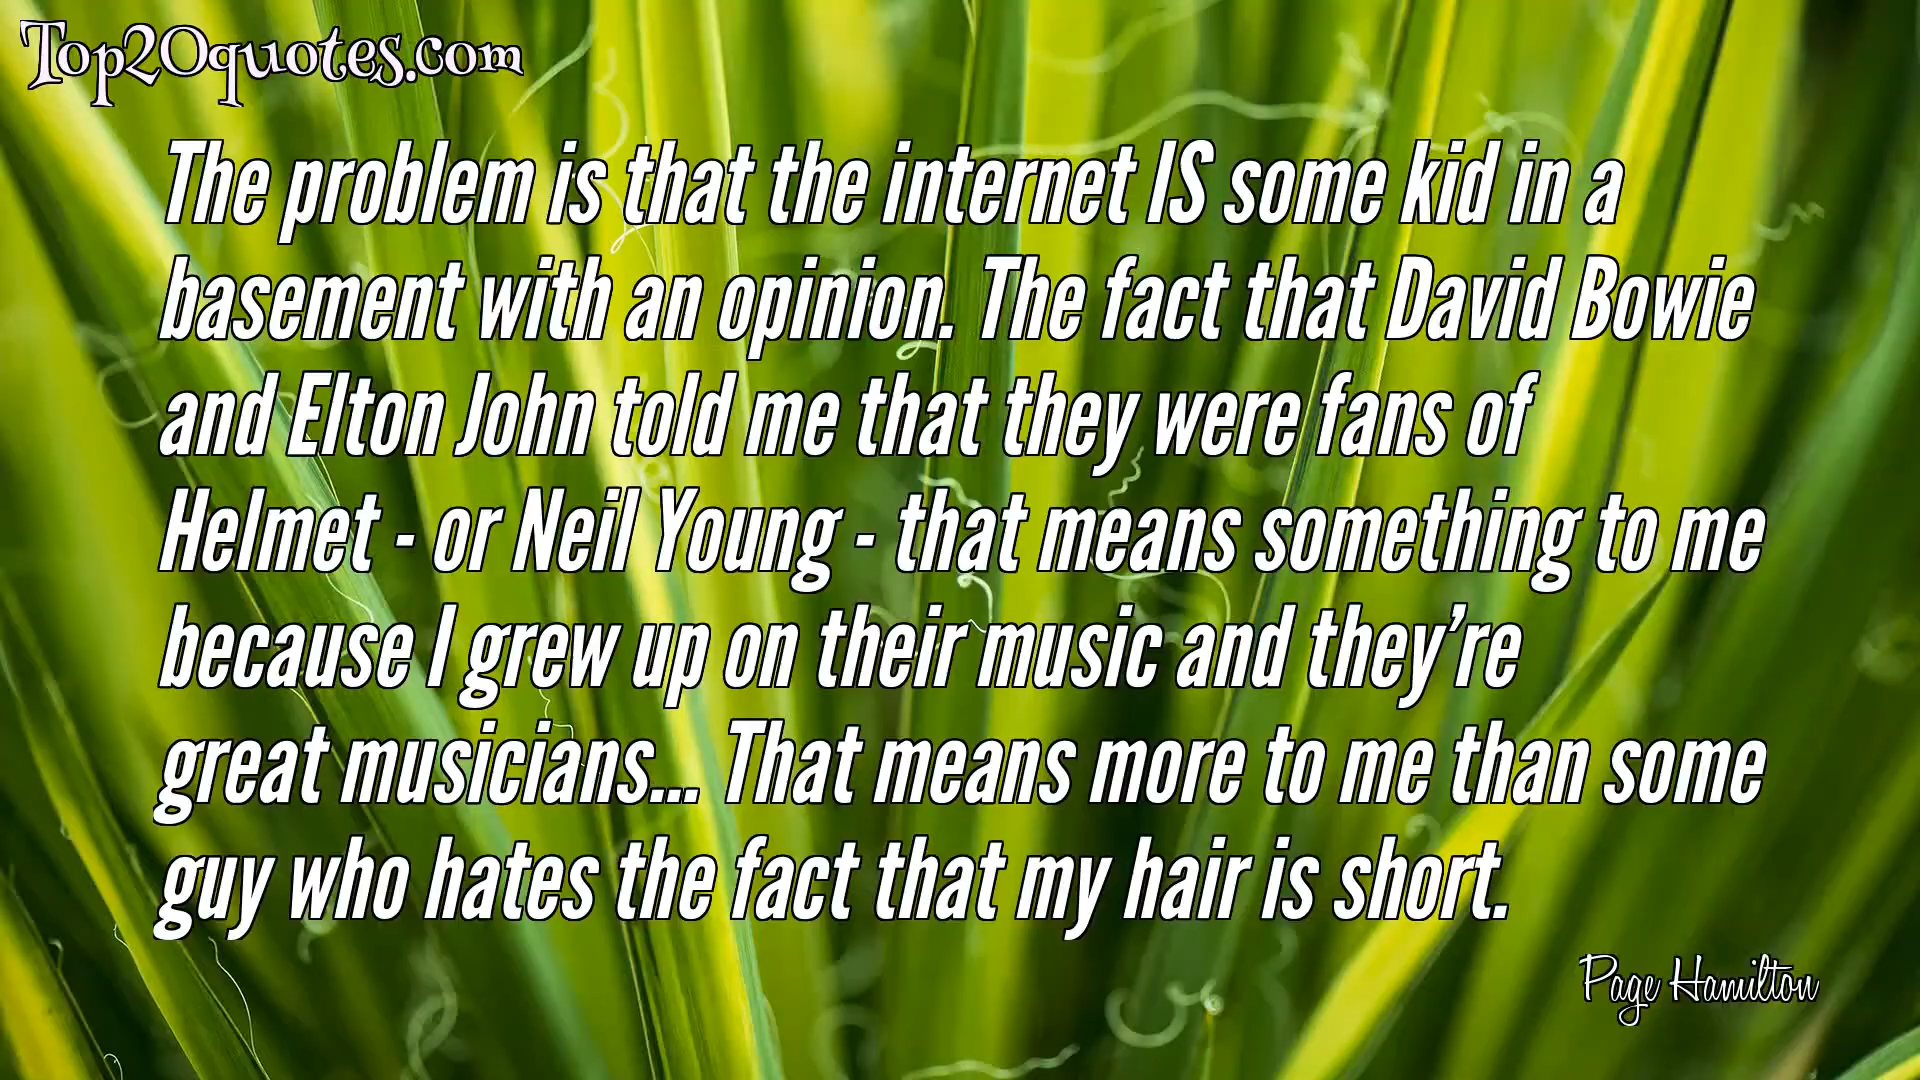 Top20quotes.com
The problem is that the internet IS some kid in a
basement with an opinion. The fact that David Bowie
and Elton John told me that they were fans of
Helmet - or Neil Young - that means something to me
because I grew up on their music and they're
great musicians... That means more to me than some
guy who hates the fact that my hair is short.
Page Hamilton